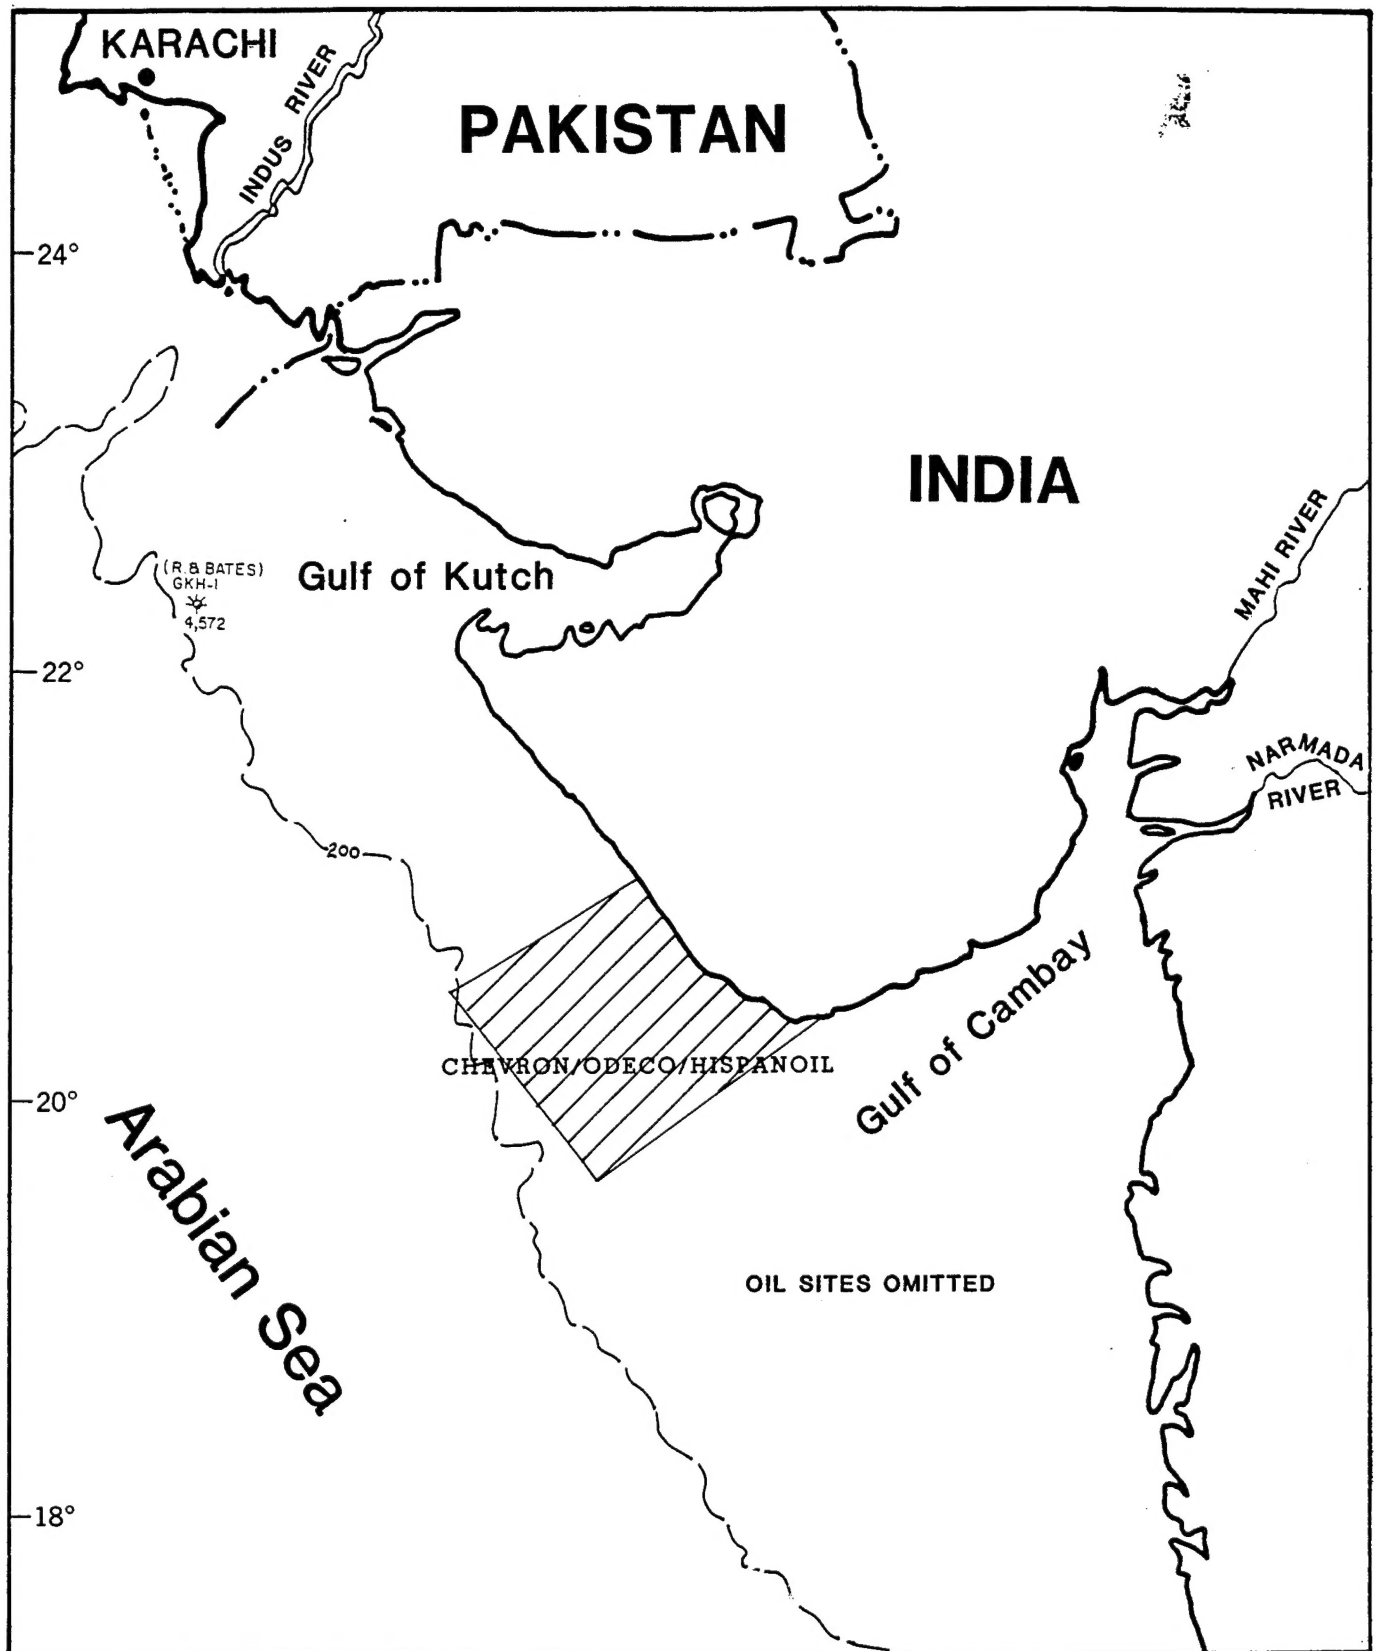 KARACHI
INDUS RIVER
PAKISTAN
24°
INDIA
MAHI RIVER
(R.B. BATES)
GKH-1
4,572
Gulf of Kutch
22°
NARMADA
RIVER
200
CHEVRON/ODECO/HISPANOIL
Gulf of Cambay
20°
Arabian Sea
OIL SITES OMITTED
18°